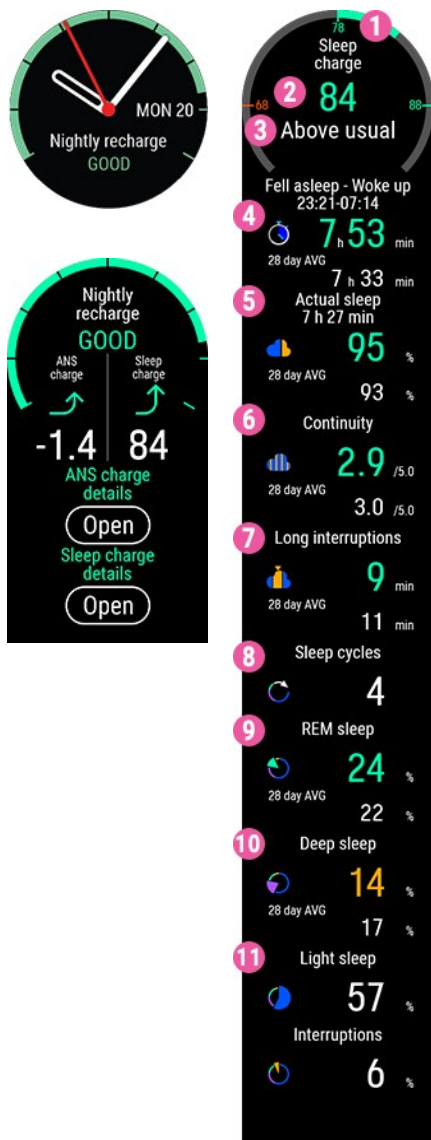 MON 20
Nightly recharge
GOOD
Nightly
recharge
GOOD
ANS
charge
Sleep
charge
-1.4
84
ANS charge
details
Open
Sleep charge
details
Open
1
78
Sleep
charge
68
2
84
88
3
Above usual
Fell asleep - Woke up
23:21-07:14
4
7 h 53 min
28 day AVG
7 h 33 min
5
Actual sleep
7 h 27 min
95 %
28 day AVG
93 %
6
Continuity
2.9 /5.0
28 day AVG
3.0 /5.0
7
Long interruptions
9 min
28 day AVG
11 min
8
Sleep cycles
4
9
REM sleep
24 %
28 day AVG
22 %
10
Deep sleep
14 %
28 day AVG
17 %
11
Light sleep
57 %
Interruptions
6 %